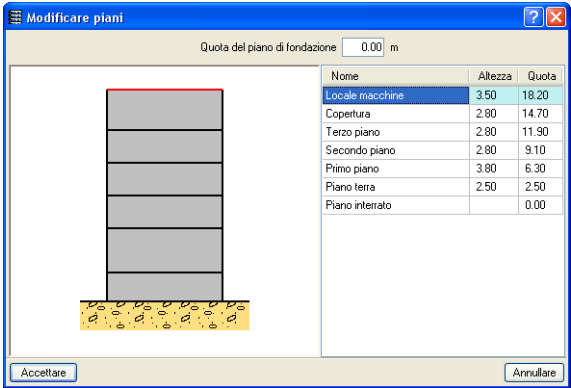 Modificare piani
Quota del piano di fondazione 0.00 m
Nome Altezza Quota
Locale macchine 3.50 18.20
Copertura 2.80 14.70
Terzo piano 2.80 11.90
Secondo piano 2.80 9.10
Primo piano 3.80 6.30
Piano terra 2.50 2.50
Piano interrato 0.00
Accettare Annullare